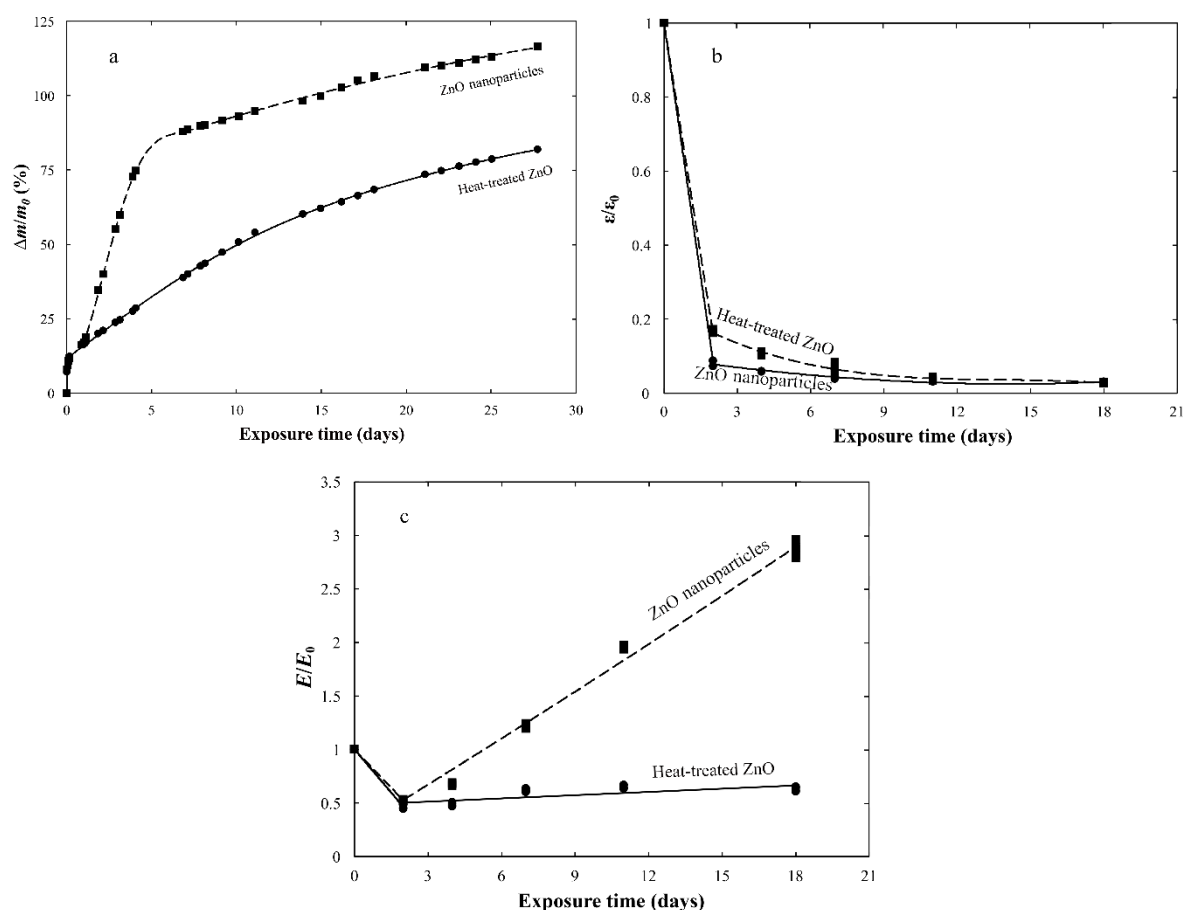 a
125
100
75
50
25
0
Δm/m0 (%)
ZnO nanoparticles
Heat-treated ZnO
0 5 10 15 20 25 30
Exposure time (days)
b
1
0.8
0.6
0.4
0.2
0
ε/ε0
Heat-treated ZnO
ZnO nanoparticles
0 3 6 9 12 15 18 21
Exposure time (days)
c
3.5
3
2.5
2
1.5
1
0.5
0
E/E0
ZnO nanoparticles
Heat-treated ZnO
0 3 6 9 12 15 18 21
Exposure time (days)